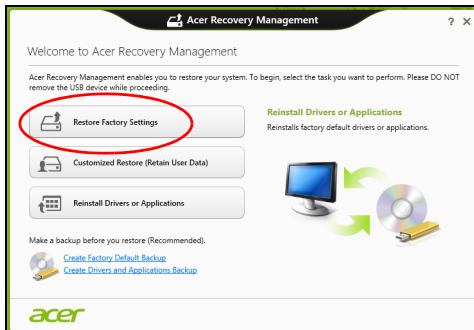 Acer Recovery Management
? X
Welcome to Acer Recovery Management
Acer Recovery Management enables you to restore your system. To begin, select the task you want to perform. Please DO NOT
remove the USB device while proceeding.
Restore Factory Settings
Customized Restore (Retain User Data)
Reinstall Drivers or Applications
Reinstall Drivers or Applications
Reinstalls factory default drivers or applications.
Make a backup before you restore (Recommended).
Create Factory Default Backup
Create Drivers and Applications Backup
acer